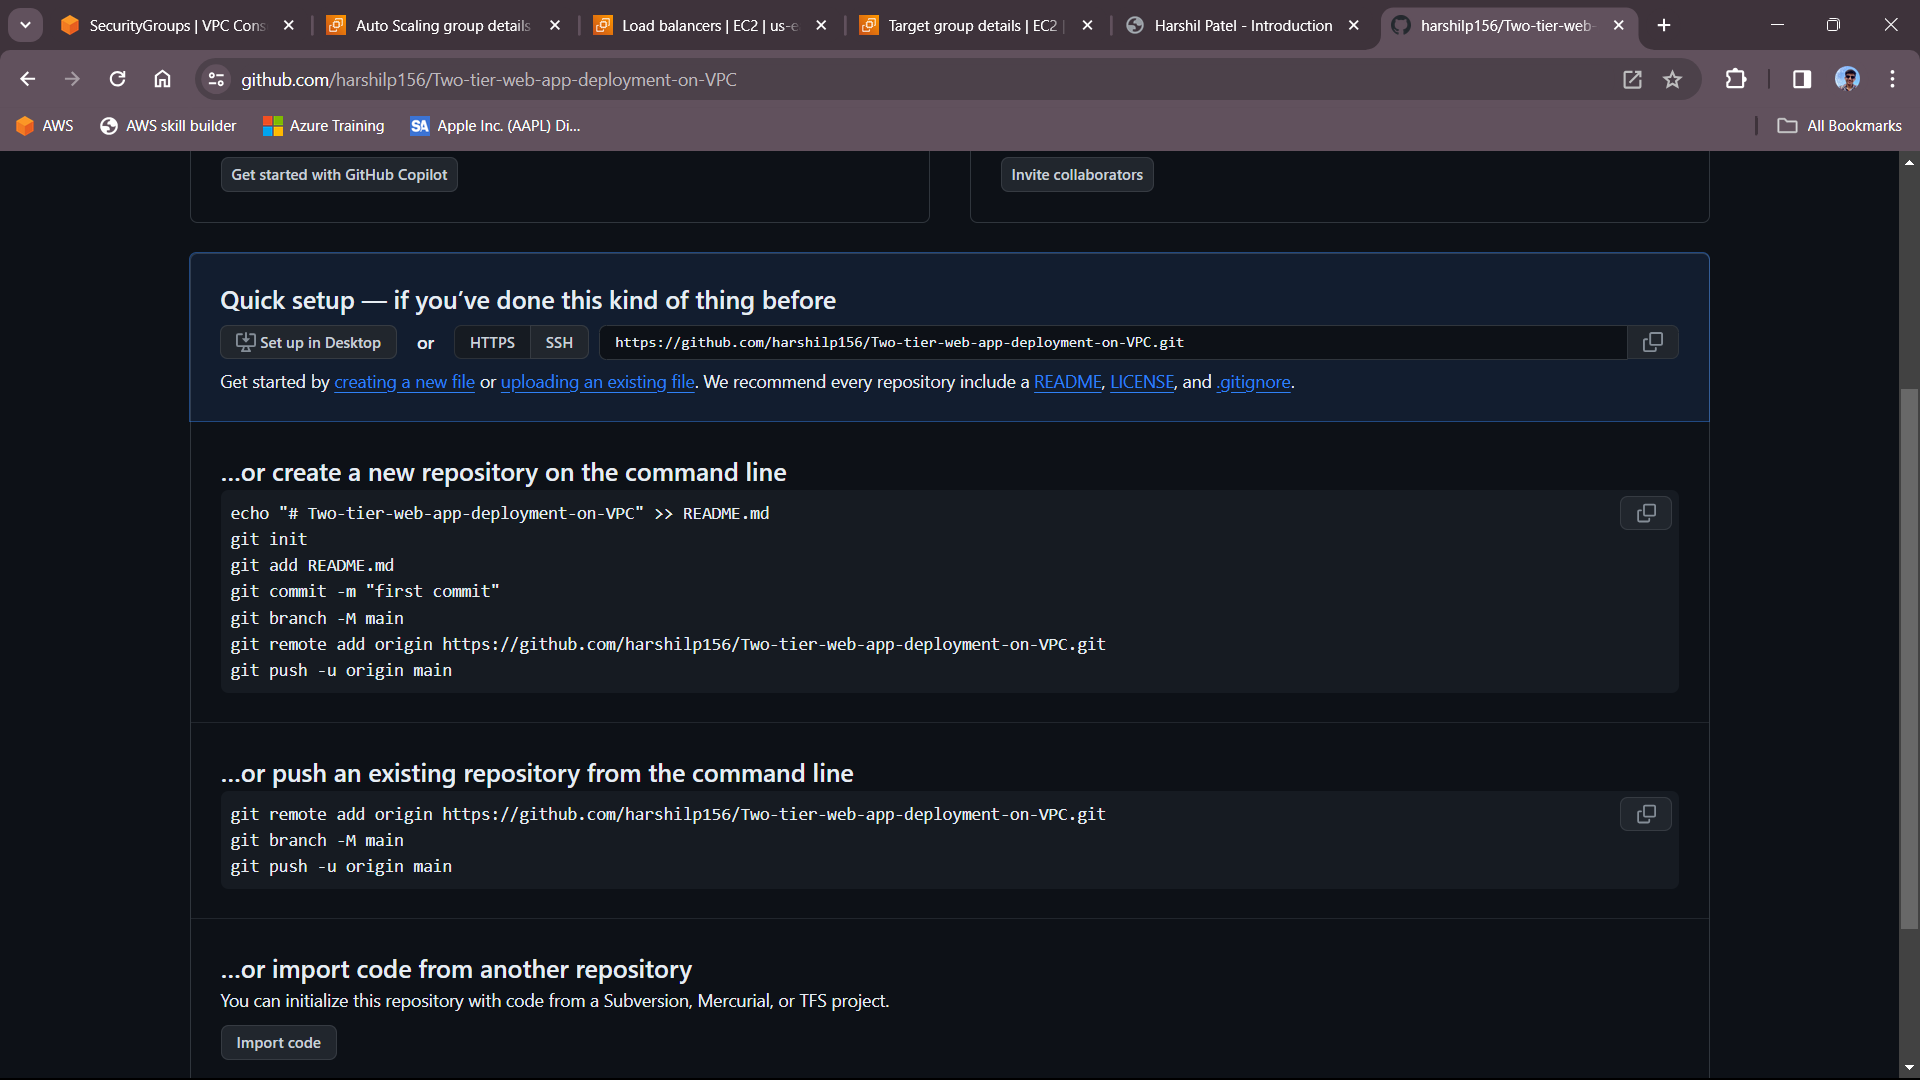 SecurityGroups | VPC Cons
Auto Scaling group details
Load balancers | EC2 | us-e
Target group details | EC2 |
Harshil Patel - Introduction
harshilp156/Two-tier-web-
github.com/harshilp156/Two-tier-web-app-deployment-on-VPC
AWS
AWS skill builder
Azure Training
SA Apple Inc. (AAPL) Di...
All Bookmarks
Get started with GitHub Copilot
Invite collaborators
Quick setup — if you’ve done this kind of thing before
Set up in Desktop or HTTPS SSH https://github.com/harshilp156/Two-tier-web-app-deployment-on-VPC.git
Get started by creating a new file or uploading an existing file. We recommend every repository include a README, LICENSE, and .gitignore.
…or create a new repository on the command line
echo "# Two-tier-web-app-deployment-on-VPC" >> README.md
git init
git add README.md
git commit -m "first commit"
git branch -M main
git remote add origin https://github.com/harshilp156/Two-tier-web-app-deployment-on-VPC.git
git push -u origin main
…or push an existing repository from the command line
git remote add origin https://github.com/harshilp156/Two-tier-web-app-deployment-on-VPC.git
git branch -M main
git push -u origin main
…or import code from another repository
You can initialize this repository with code from a Subversion, Mercurial, or TFS project.
Import code